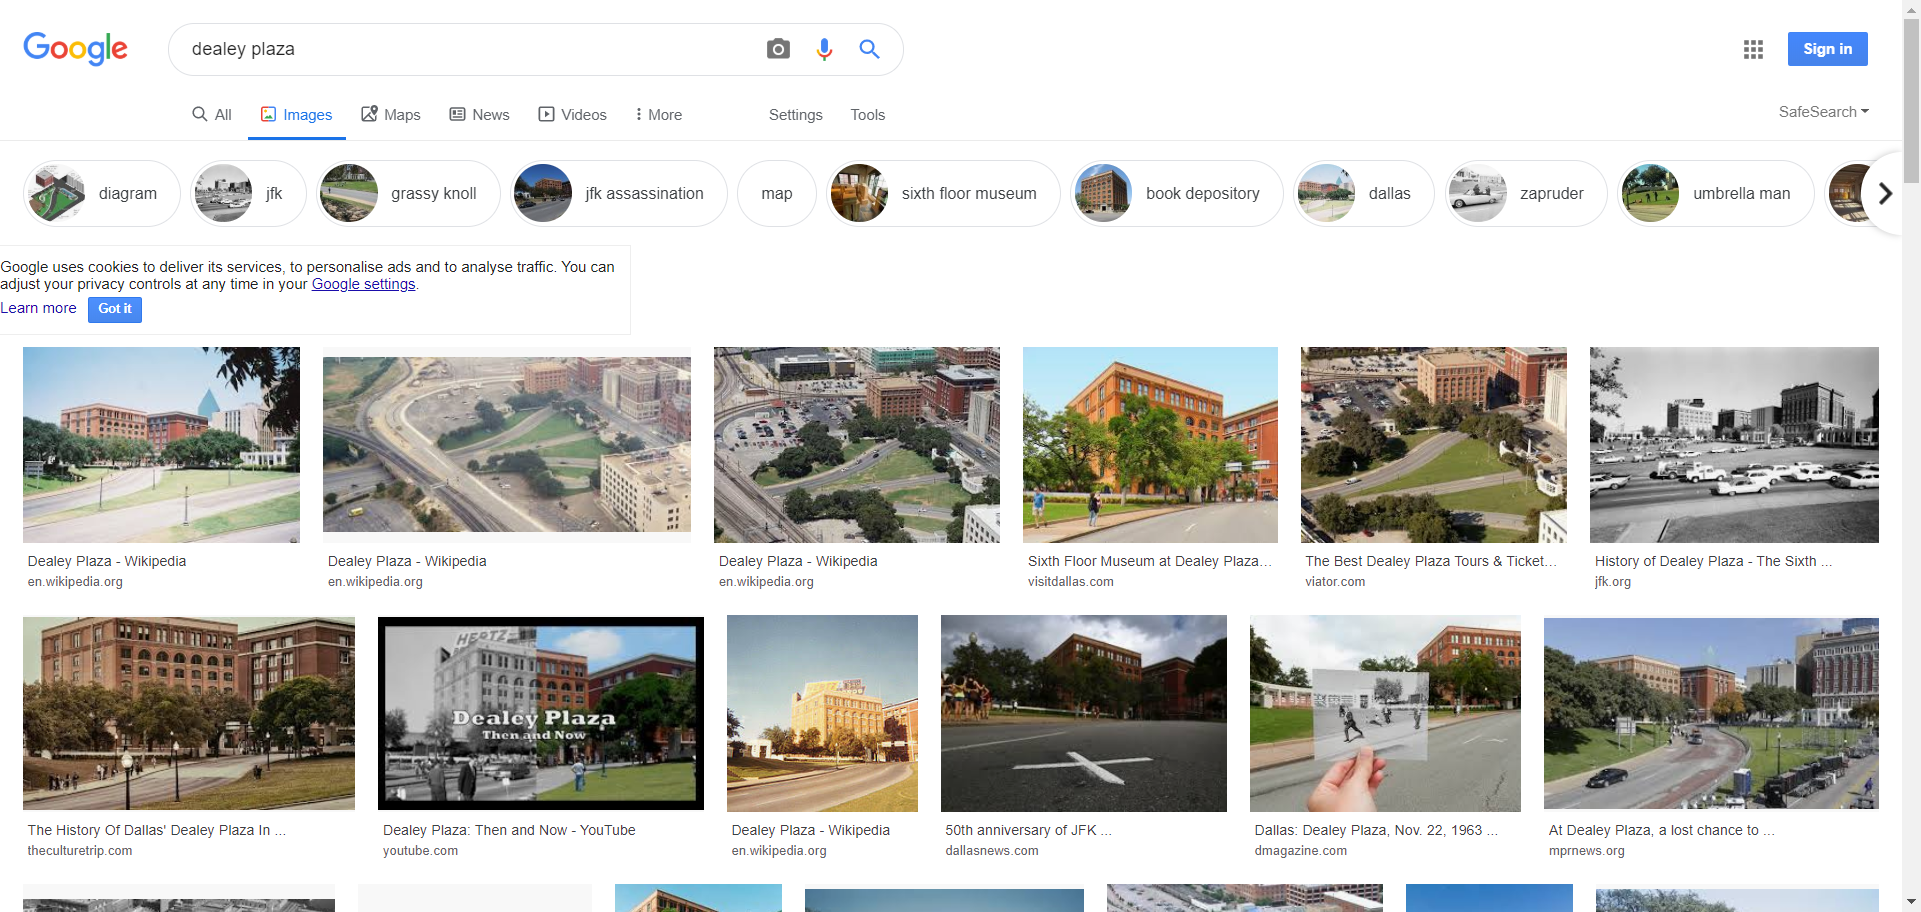 Google
dealey plaza
Sign in
All
Images
Maps
News
Videos
More
Settings
Tools
SafeSearch
diagram
jfk
grassy knoll
jfk assassination
map
sixth floor museum
book depository
dallas
zapruder
umbrella man
Google uses cookies to deliver its services, to personalise ads and to analyse traffic. You can
adjust your privacy controls at any time in your Google settings.
Learn more
Got it
Dealey Plaza - Wikipedia
en.wikipedia.org
Dealey Plaza - Wikipedia
en.wikipedia.org
Dealey Plaza - Wikipedia
en.wikipedia.org
Sixth Floor Museum at Dealey Plaza...
visitdallas.com
The Best Dealey Plaza Tours & Ticket...
viator.com
History of Dealey Plaza - The Sixth ...
jfk.org
HERTZ
Dealey Plaza
Then and Now
The History Of Dallas' Dealey Plaza In ...
theculturetrip.com
Dealey Plaza: Then and Now - YouTube
youtube.com
Dealey Plaza - Wikipedia
en.wikipedia.org
50th anniversary of JFK ...
dallasnews.com
Dallas: Dealey Plaza, Nov. 22, 1963 ...
dmagazine.com
At Dealey Plaza, a lost chance to ...
mprnews.org